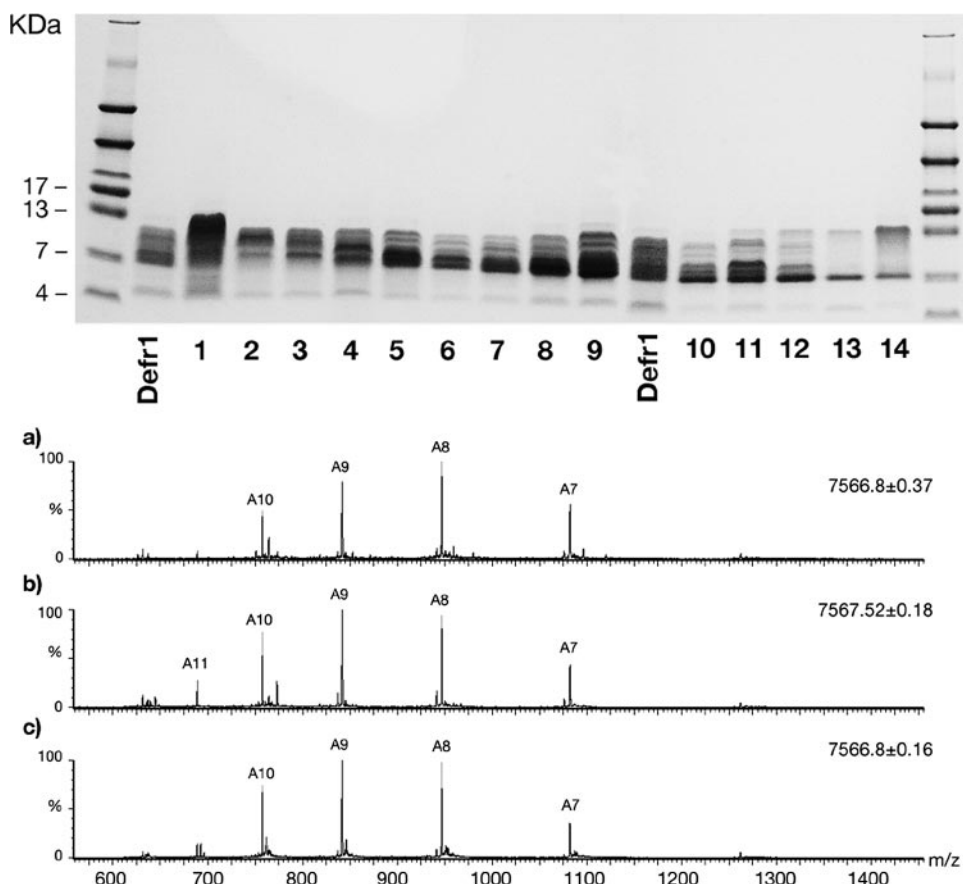 KDa
17 –
13 –
7 –
4 –
Defr1 1 2 3 4 5 6 7 8 9 Defr1 10 11 12 13 14
a)
100
%
0
A10
A9
A8
A7
7566.8±0.37
b)
100
%
0
A11
A10
A9
A8
A7
7567.52±0.18
c)
100
%
0
A10
A9
A8
A7
7566.8±0.16
600 700 800 900 1000 1100 1200 1300 1400 m/z